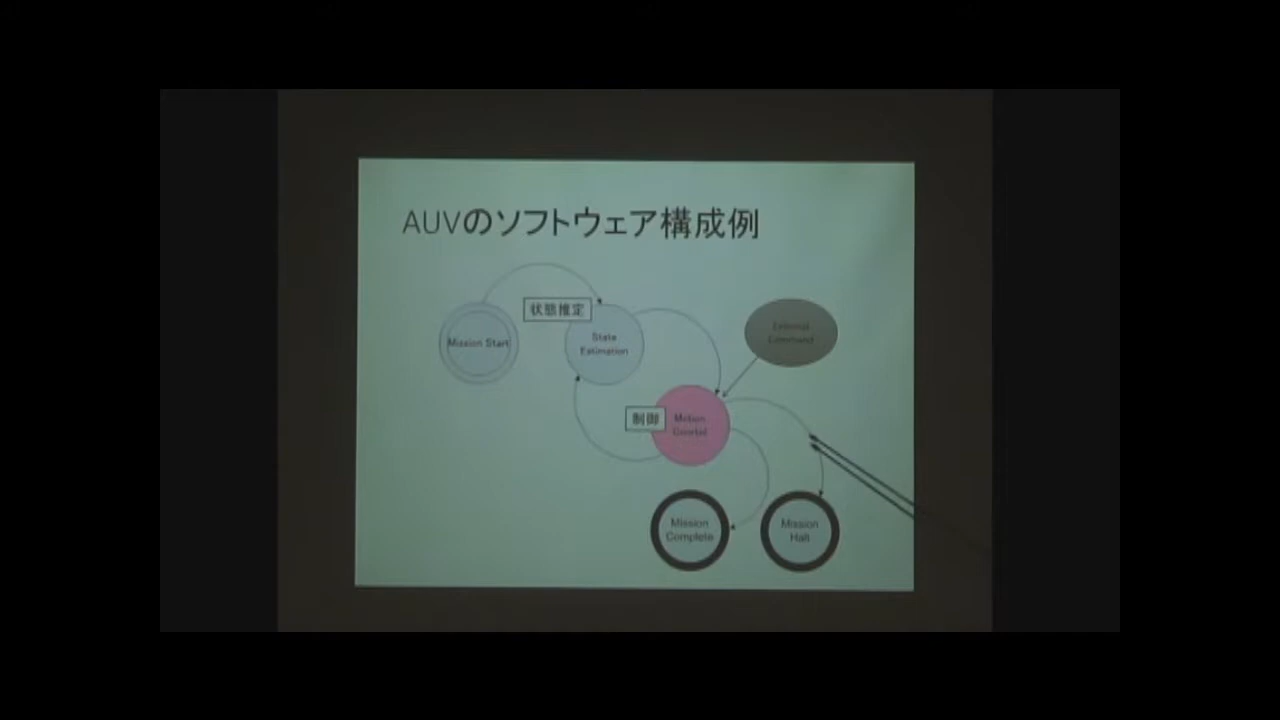 AUVのソフトウェア構成例
状態推定
Mission Start
State
Estimation
External
Command
制御
Motion
Control
Mission
Complete
Mission
Halt